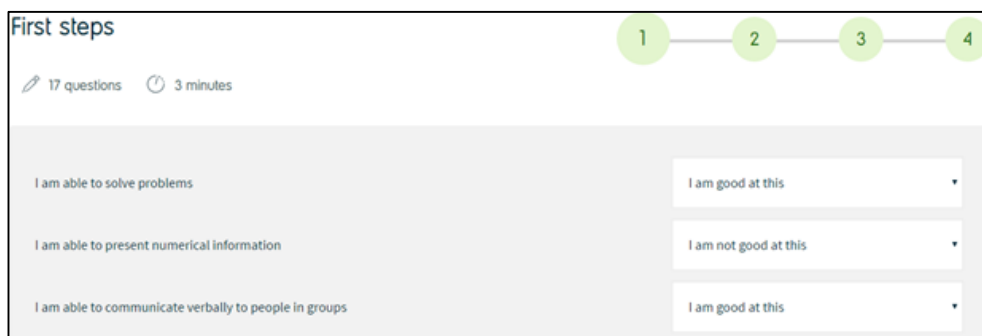 First steps
1 2 3 4
17 questions 3 minutes
I am able to solve problems I am good at this
I am able to present numerical information I am not good at this
I am able to communicate verbally to people in groups I am good at this